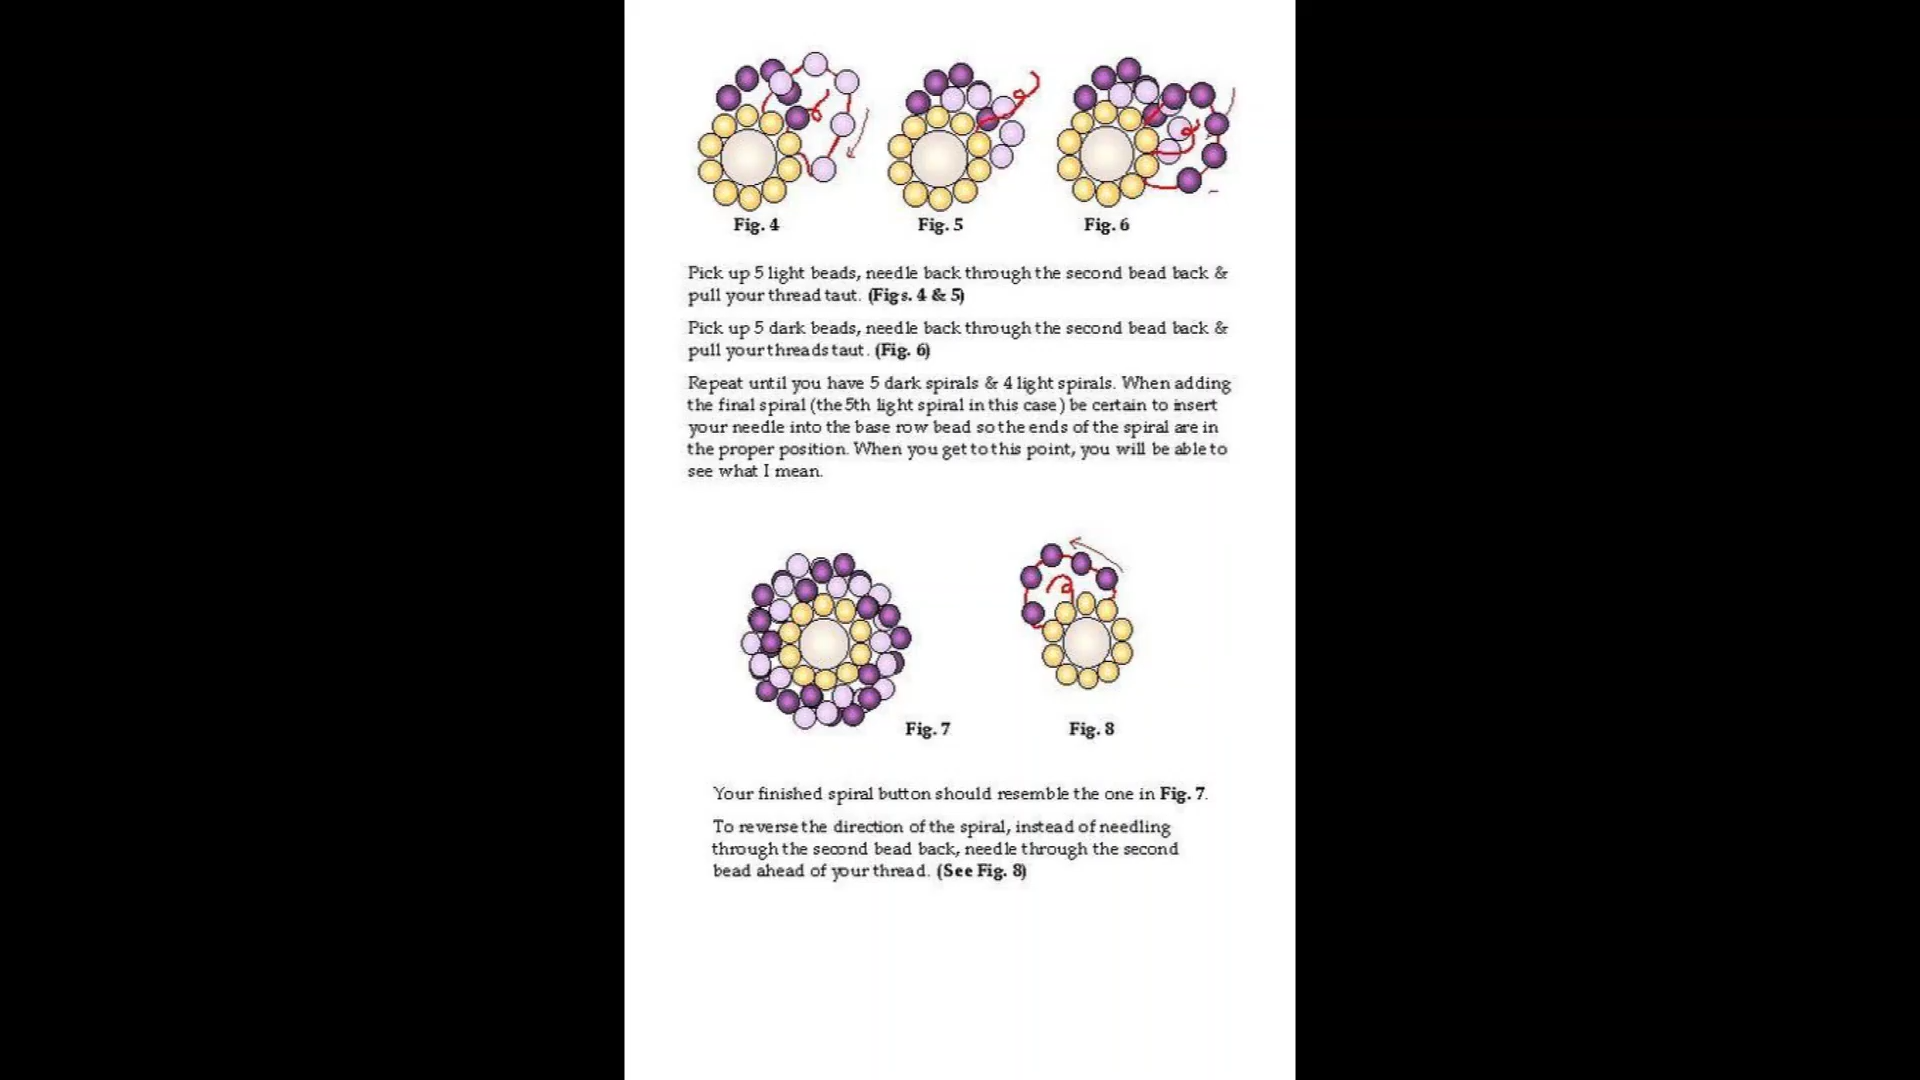 Fig. 4 Fig. 5 Fig. 6
Pick up 5 light beads, needle back through the second bead back &
pull your thread taut. (Figs. 4 & 5)
Pick up 5 dark beads, needle back through the second bead back &
pull your threads taut. (Fig. 6)
Repeat until you have 5 dark spirals & 4 light spirals. When adding
the final spiral (the 5th light spiral in this case) be certain to insert
your needle into the base row bead so the ends of the spiral are in
the proper position. When you get to this point, you will be able to
see what I mean.
Fig. 7 Fig. 8
Your finished spiral button should resemble the one in Fig. 7.
To reverse the direction of the spiral, instead of needling
through the second bead back, needle through the second
bead ahead of your thread. (See Fig. 8)